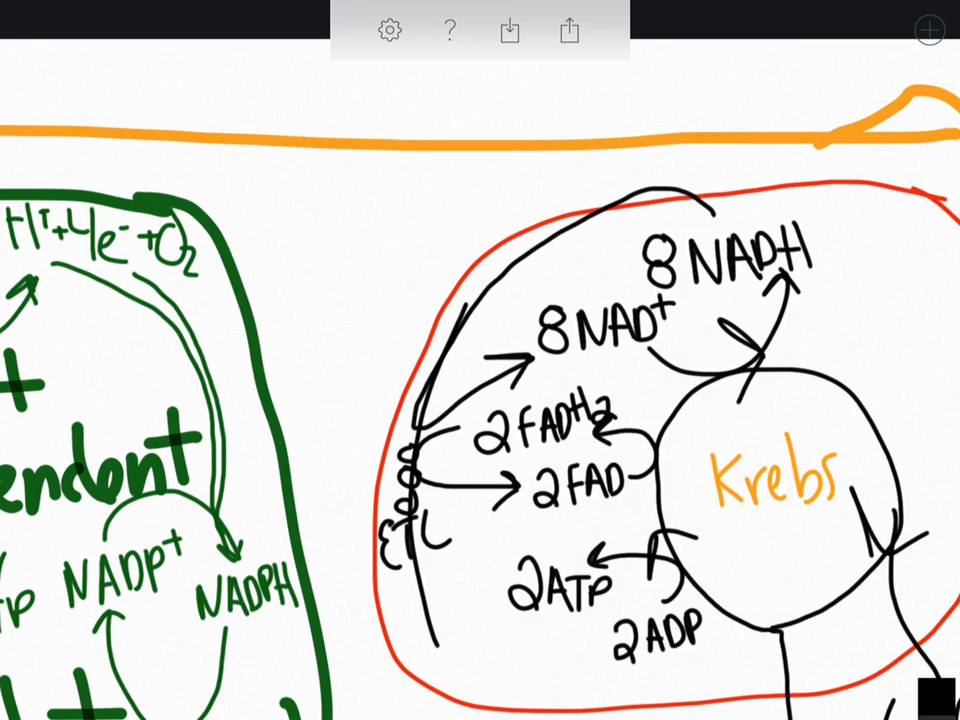 H⁺+4e⁻+O₂
+
endent
NADP⁺
NADPH
TP
8 NADH
8 NAD⁺
2 FADH₂
2 FAD
ETC
2 ATP
2 ADP
Krebs
?